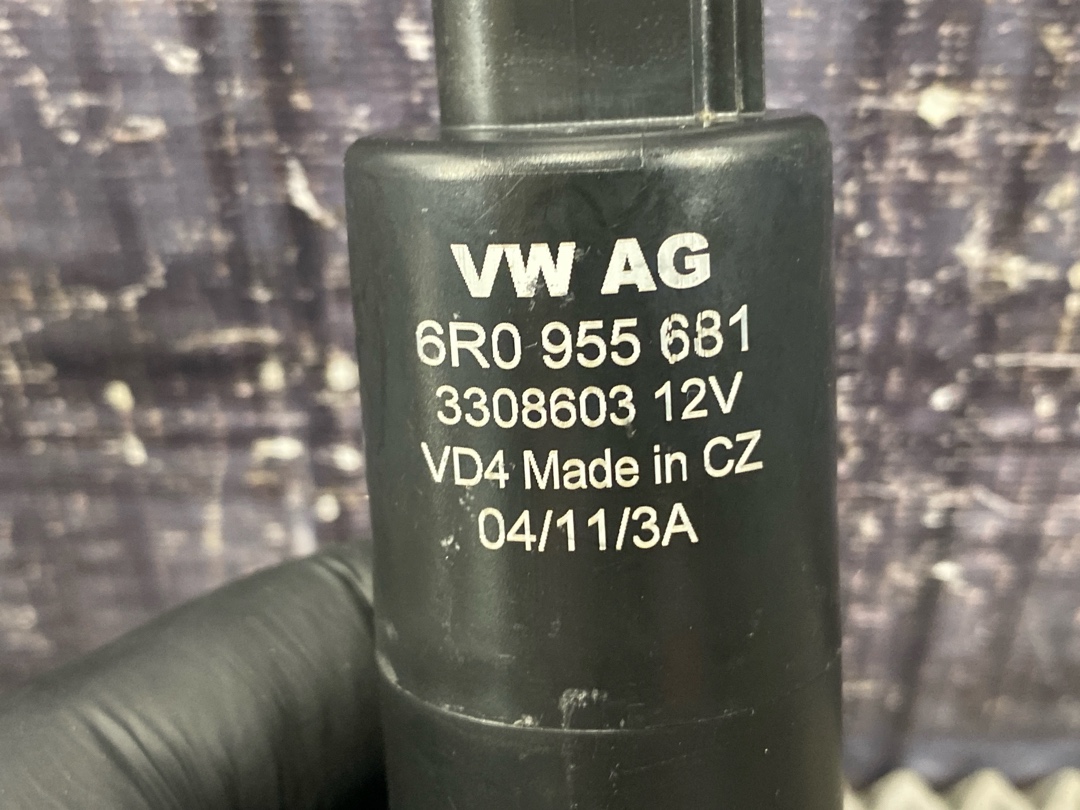 VW AG
6R0 955 681
3308603 12V
VD4 Made in CZ
04/11/3A